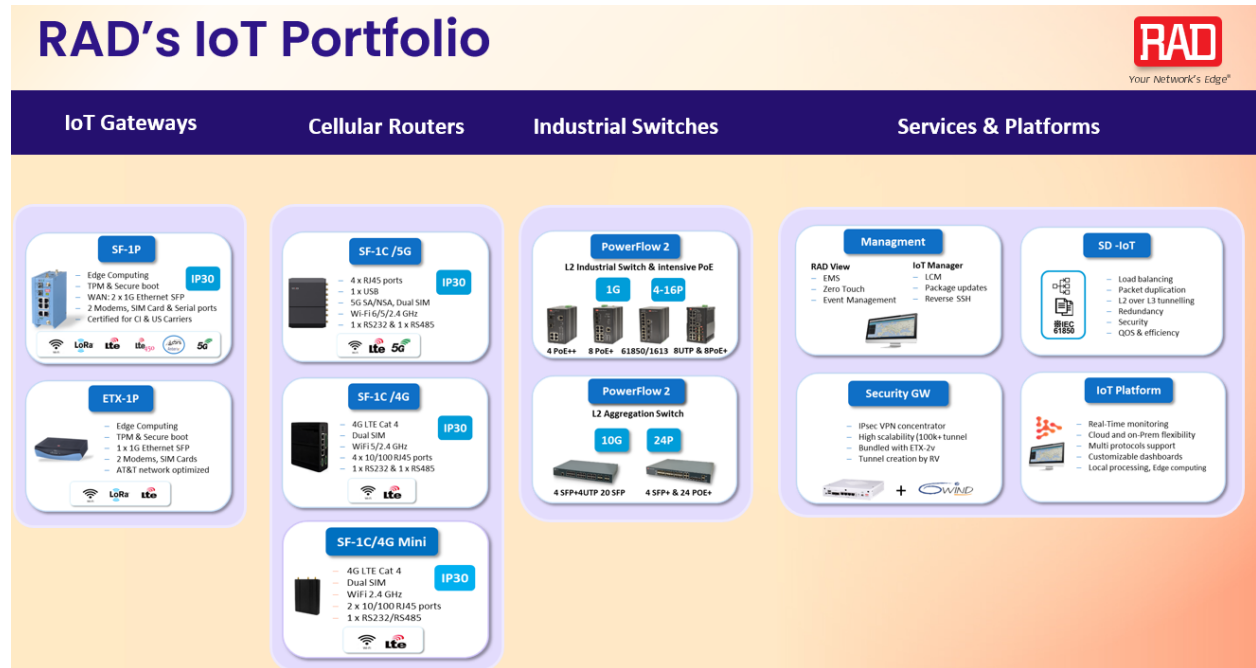 RAD's IoT Portfolio
RAD
Your Network's Edge®
IoT Gateways
Cellular Routers
Industrial Switches
Services & Platforms
SF-1P
– Edge Computing
– TPM & Secure boot
– WAN: 2 x 1G Ethernet SFP
– 2 Modems, SIM Card & Serial ports
– Certified for CI & US Carriers
IP30
LoRa
lte
lte450
5G
ETX-1P
– Edge Computing
– TPM & Secure boot
– 1 x 1G Ethernet SFP
– 2 Modems, SIM Cards
– AT&T network optimized
LoRa
lte
SF-1C /5G
– 4 x RJ45 ports
– 1 x USB
– 5G SA/NSA, Dual SIM
– Wi-Fi 6/5/2.4 GHz
– 1 x RS232 & 1 x RS485
IP30
lte
5G
SF-1C /4G
– 4G LTE Cat 4
– Dual SIM
– WiFi 5/2.4 GHz
– 4 x 10/100 RJ45 ports
– 1 x RS232 & 1 x RS485
IP30
lte
SF-1C/4G Mini
– 4G LTE Cat 4
– Dual SIM
– WiFi 2.4 GHz
– 2 x 10/100 RJ45 ports
– 1 x RS232/RS485
IP30
lte
PowerFlow 2
L2 Industrial Switch & intensive PoE
1G
4-16P
4 PoE++
8 PoE+
61850/1613
8UTP & 8PoE+
PowerFlow 2
L2 Aggregation Switch
10G
24P
4 SFP+4UTP 20 SFP
4 SFP+ & 24 POE+
Managment
RAD View
– EMS
– Zero Touch
– Event Management
IoT Manager
– LCM
– Package updates
– Reverse SSH
SD -IoT
IEC
61850
– Load balancing
– Packet duplication
– L2 over L3 tunnelling
– Redundancy
– Security
– QOS & efficiency
Security GW
– IPsec VPN concentrator
– High scalability (100k+ tunnel
– Bundled with ETX-2v
– Tunnel creation by RV
+
6WIND
IoT Platform
– Real-Time monitoring
– Cloud and on-Prem flexibility
– Multi protocols support
– Customizable dashboards
– Local processing, Edge computing